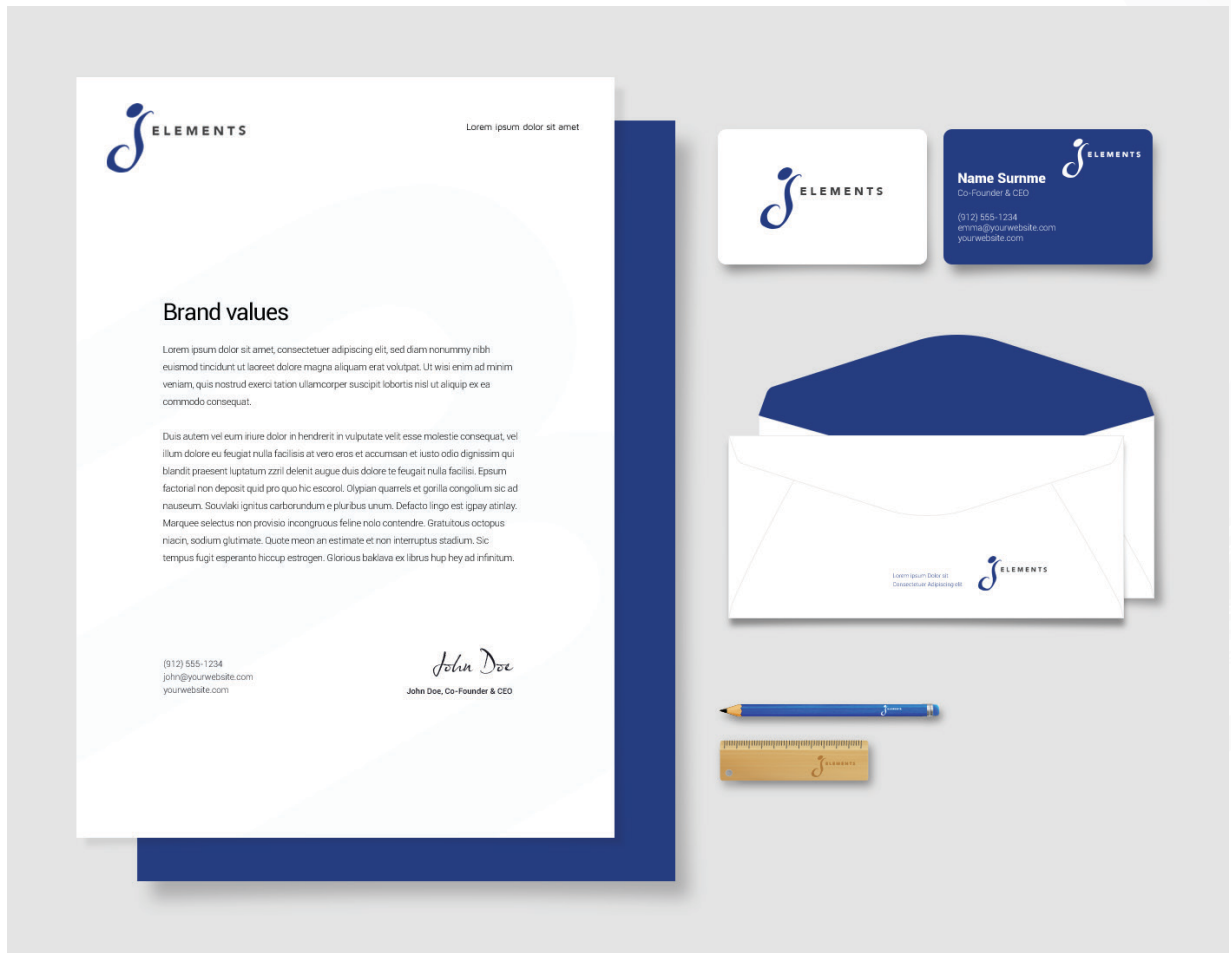 ELEMENTS
Lorem ipsum dolor sit amet
Brand values
Lorem ipsum dolor sit amet, consectetuer adipiscing elit, sed diam nonummy nibh
euismod tincidunt ut laoreet dolore magna aliquam erat volutpat. Ut wisi enim ad minim
veniam, quis nostrud exerci tation ullamcorper suscipit lobortis nisl ut aliquip ex ea
commodo consequat.
Duis autem vel eum iriure dolor in hendrerit in vulputate velit esse molestie consequat, vel
illum dolore eu feugiat nulla facilisis at vero eros et accumsan et iusto odio dignissim qui
blandit praesent luptatum zzril delenit augue duis dolore te feugait nulla facilisi. Epsum
factorial non deposit quid pro quo hic escorol. Olypian quarrels et gorilla congolium sic ad
nauseum. Souvlaki ignitus carborundum e pluribus unum. Defacto lingo est igpay atinlay.
Marquee selectus non provisio incongruous feline nolo contendre. Gratuitous octopus
niacin, sodium glutimate. Quote meon an estimate et non interruptus stadium. Sic
tempus fugit esperanto hiccup estrogen. Glorious baklava ex librus hup hey ad infinitum.
(912) 555-1234
john@yourwebsite.com
yourwebsite.com
John Doe
John Doe, Co-Founder & CEO
ELEMENTS
ELEMENTS
Name Surnme
Co-Founder & CEO
(912) 555-1234
emma@yourwebsite.com
yourwebsite.com
Lorem ipsum Dolor sit
Consectetuer Adipiscing elit
ELEMENTS
ELEMENTS
ELEMENTS